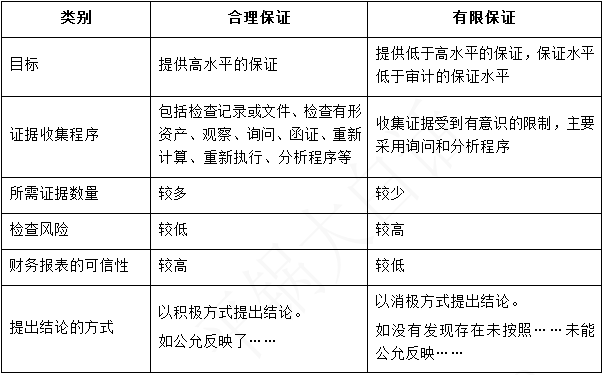 类别 合理保证 有限保证
目标 提供高水平的保证 提供低于高水平的保证，保证水平
低于审计的保证水平
证据收集程序 包括检查记录或文件、检查有形
资产、观察、询问、函证、重新
计算、重新执行、分析程序等
收集证据受到有意识的限制，主要
采用询问和分析程序
所需证据数量 较多 较少
检查风险 较低 较高
财务报表的可信性 较高 较低
提出结论的方式 以积极方式提出结论。
如公允反映了……
以消极方式提出结论。
如没有发现存在未按照……未能
公允反映……